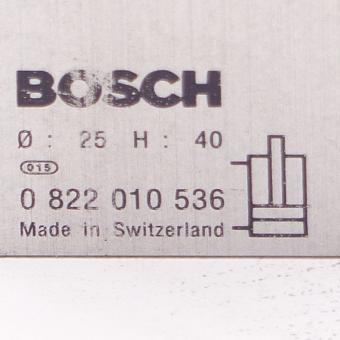 BOSCH
Ø : 25 H : 40
015
0 822 010 536
Made in Switzerland